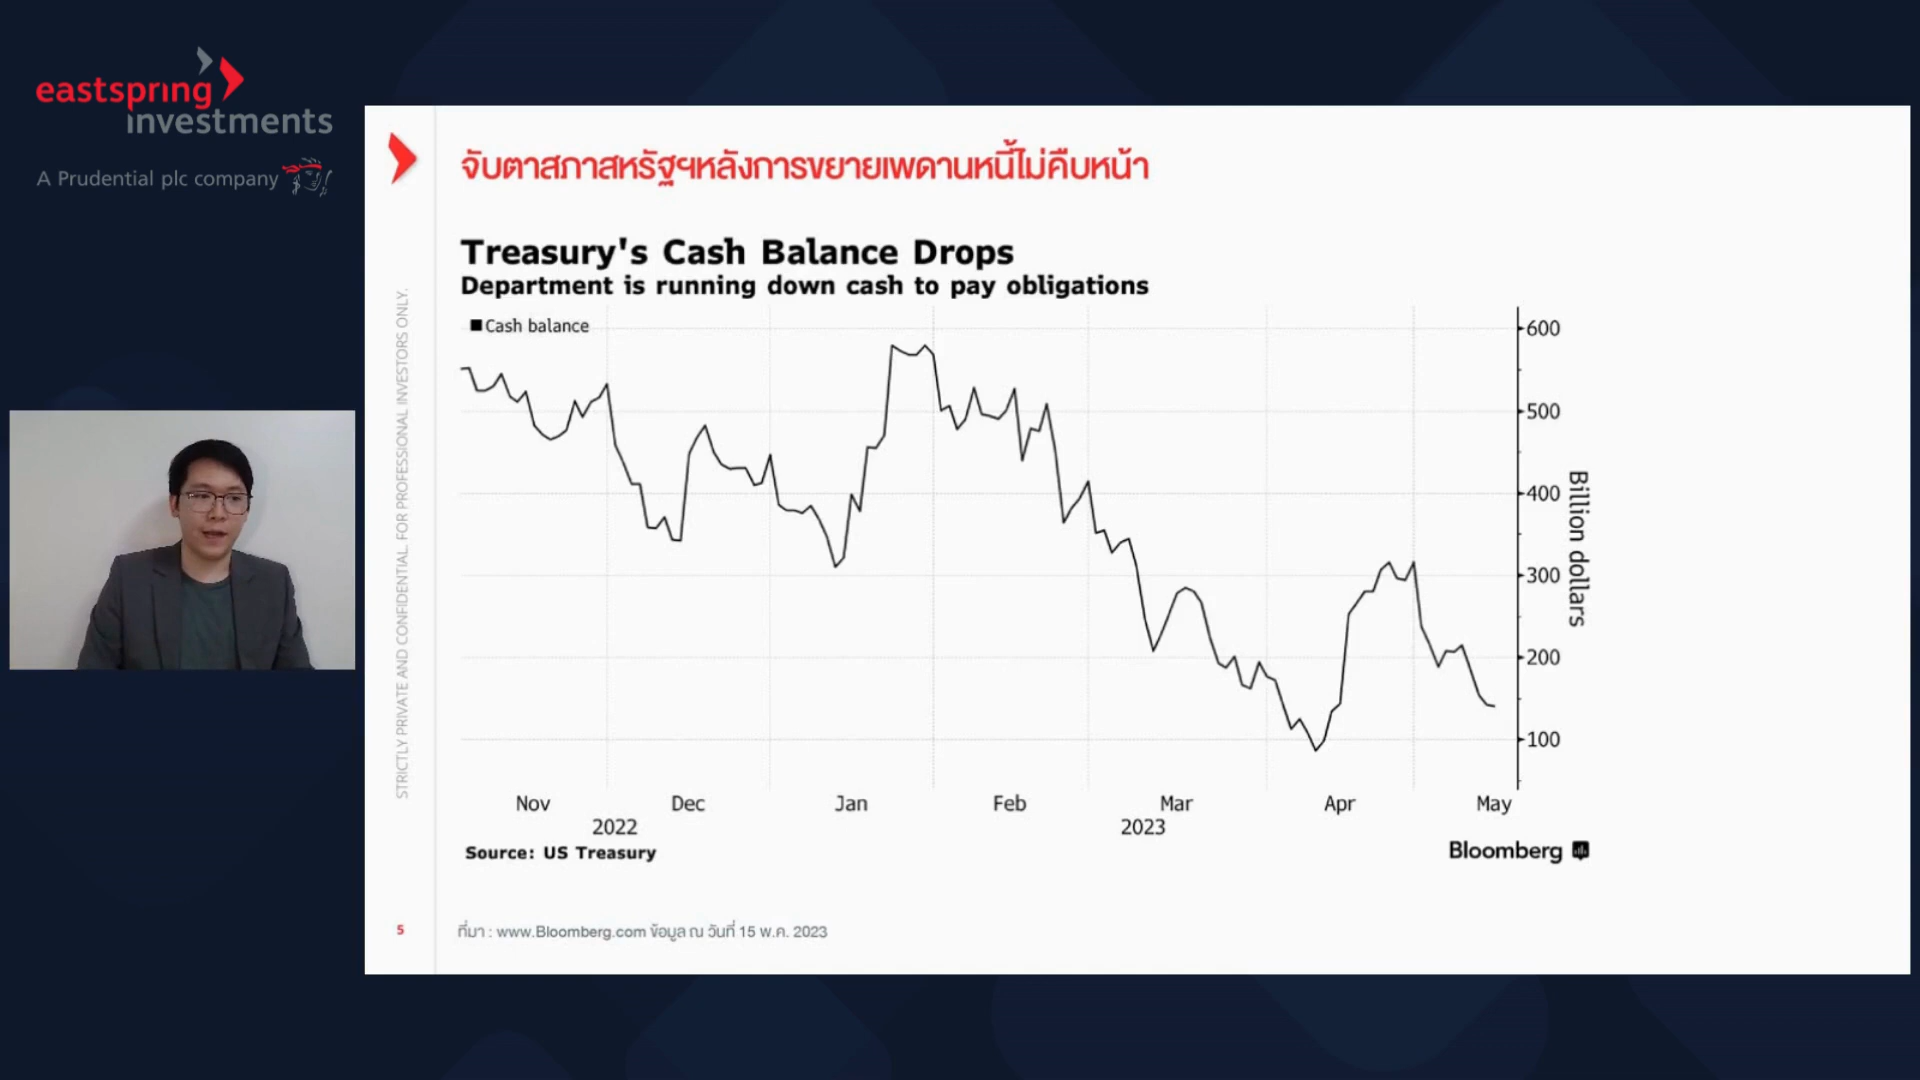 eastspring
investments
A Prudential plc company
จับตาสภาสหรัฐฯหลังการขยายเพดานหนี้ไม่คืบหน้า
Treasury's Cash Balance Drops
Department is running down cash to pay obligations
Cash balance
600
500
400
300
200
100
Billion dollars
Nov Dec Jan Feb Mar Apr May
2022 2023
Source: US Treasury
Bloomberg
STRICTLY PRIVATE AND CONFIDENTIAL. FOR PROFESSIONAL INVESTORS ONLY.
5
ที่มา : www.Bloomberg.com ข้อมูล ณ วันที่ 15 พ.ค. 2023